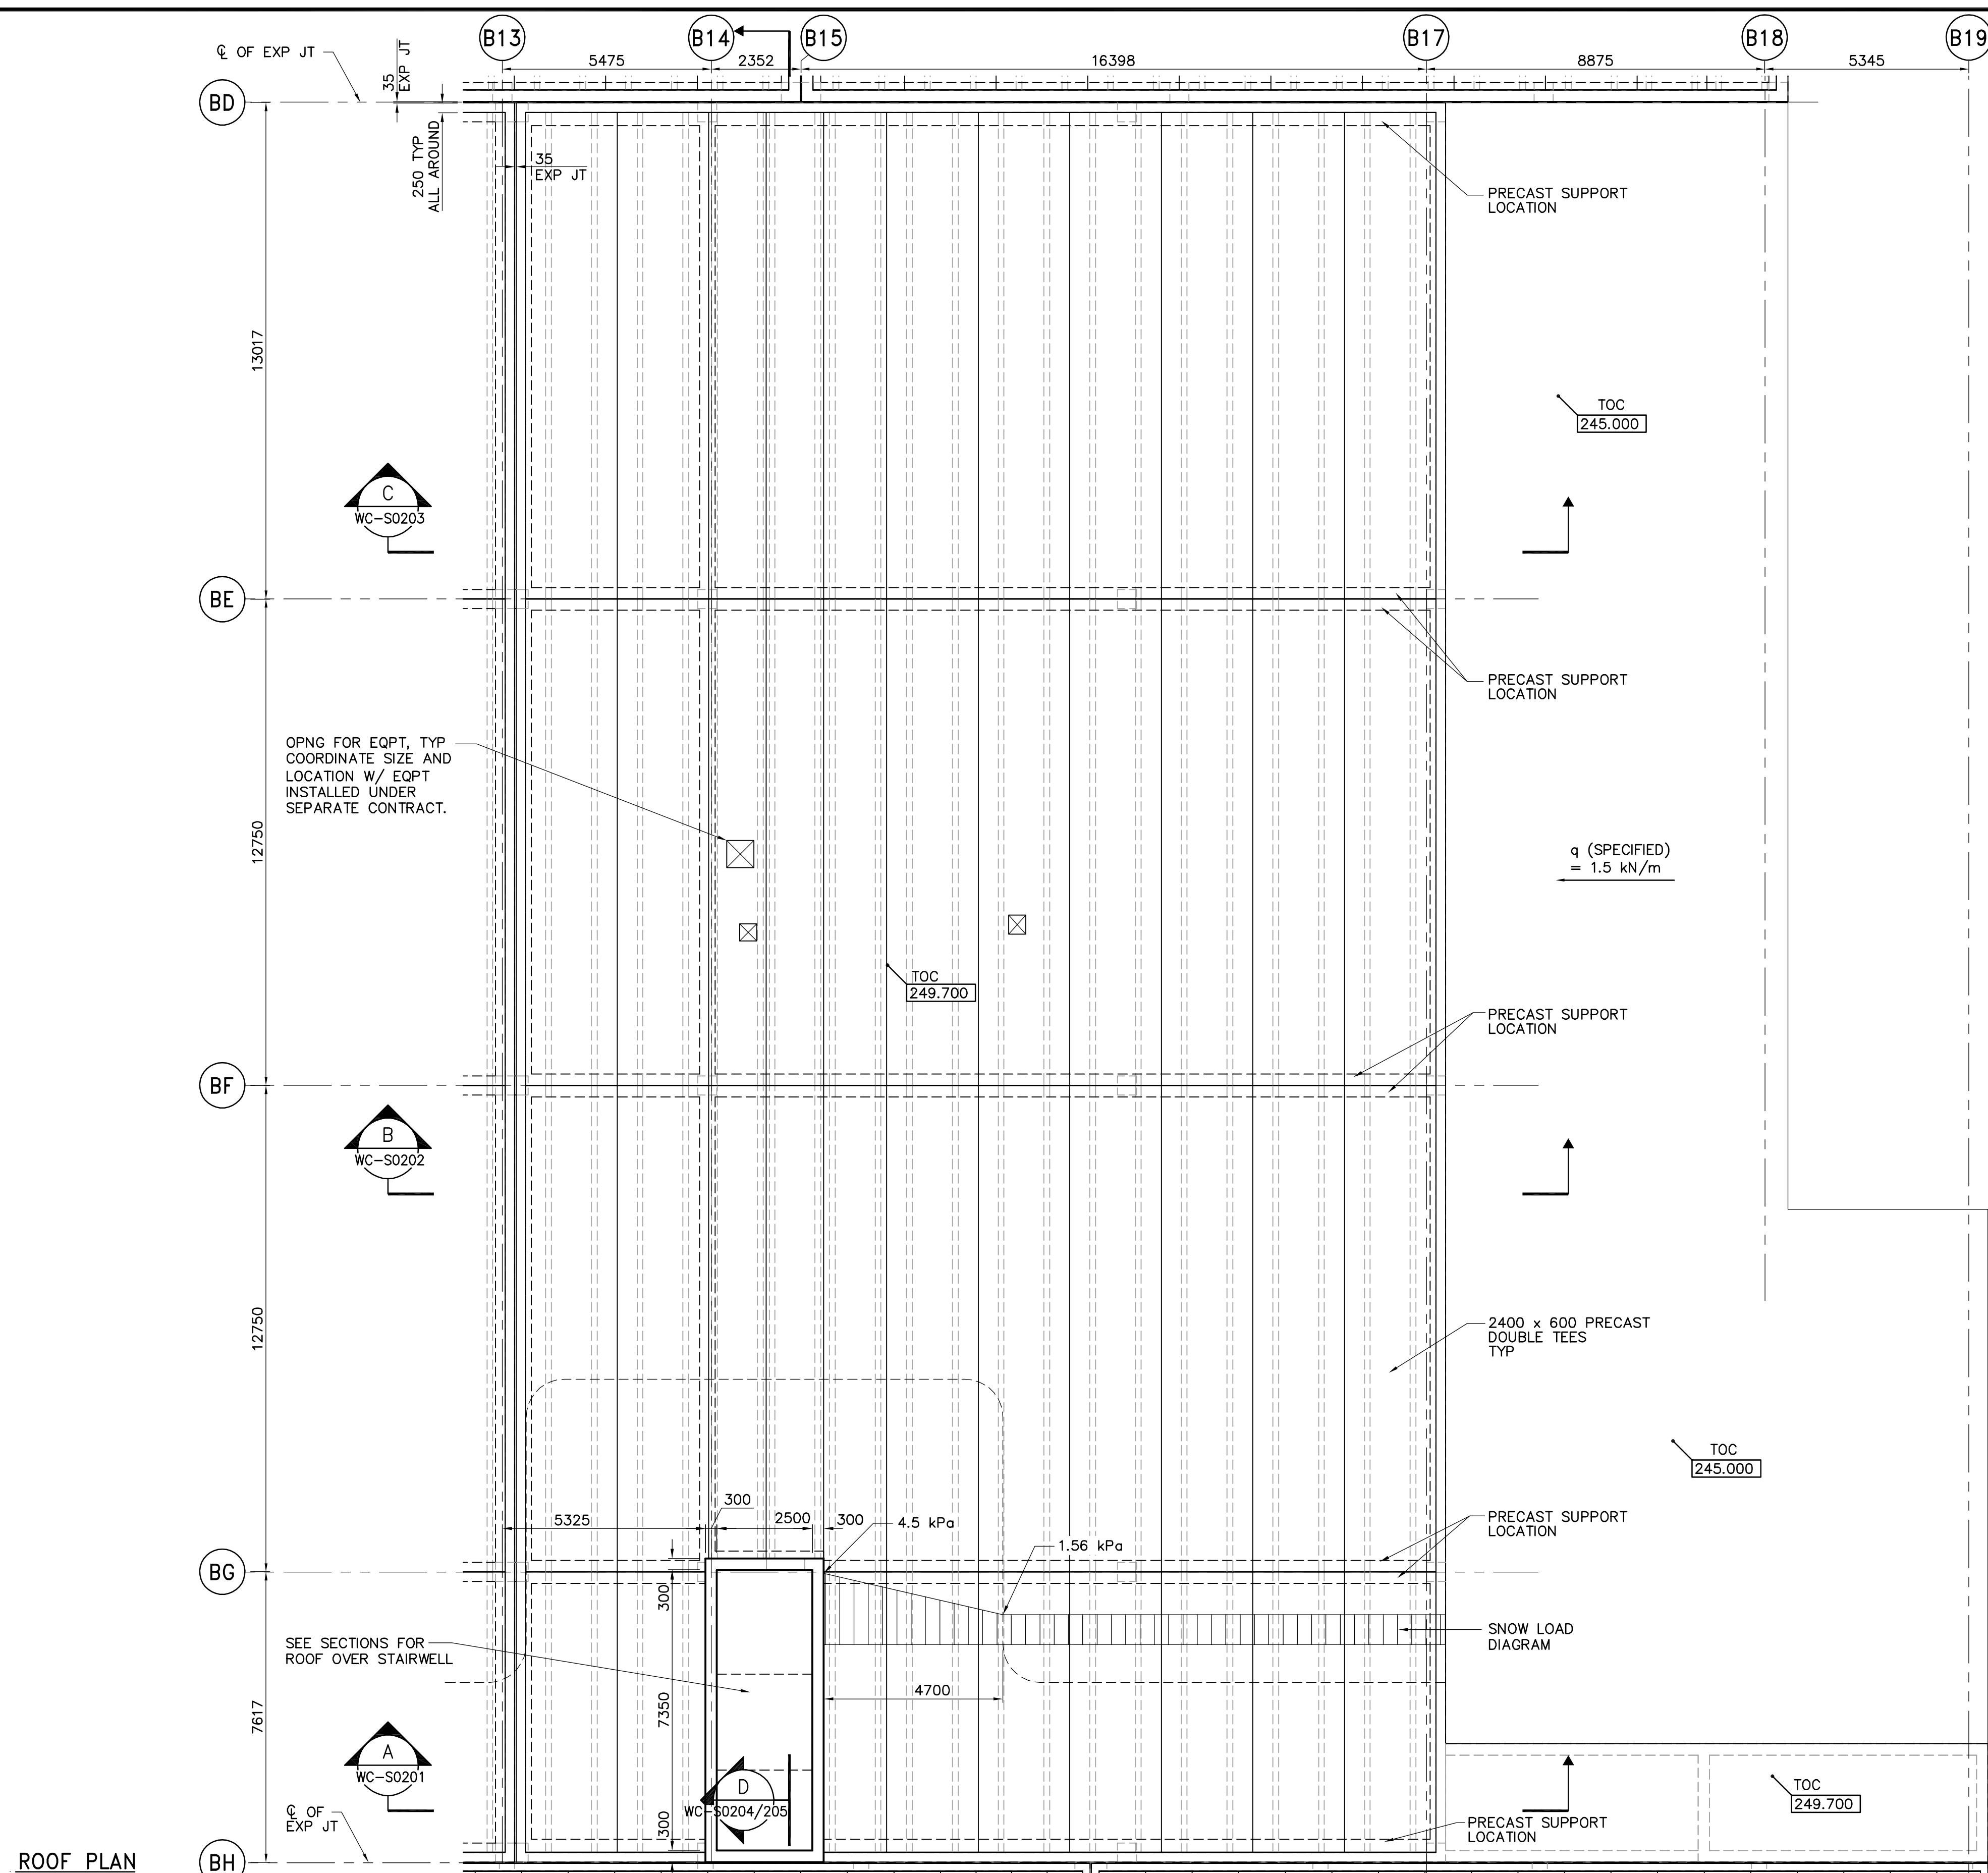 B13
B14
B15
B17
B18
B19
℄ OF EXP JT
35
EXP JT
5475
2352
16398
8875
5345
BD
250 TYP
ALL AROUND
35
EXP JT
PRECAST SUPPORT
LOCATION
13017
TOC
245.000
C
WC-S0203
BE
PRECAST SUPPORT
LOCATION
OPNG FOR EQPT, TYP
COORDINATE SIZE AND
LOCATION W/ EQPT
INSTALLED UNDER
SEPARATE CONTRACT.
12750
q (SPECIFIED)
= 1.5 kN/m
TOC
249.700
PRECAST SUPPORT
LOCATION
BF
B
WC-S0202
12750
2400 x 600 PRECAST
DOUBLE TEES
TYP
TOC
245.000
300
5325
2500
300
4.5 kPa
PRECAST SUPPORT
LOCATION
1.56 kPa
BG
300
SEE SECTIONS FOR
ROOF OVER STAIRWELL
SNOW LOAD
DIAGRAM
4700
7350
7617
A
WC-S0201
D
WC-S0204/205
TOC
249.700
℄ OF
EXP JT
300
PRECAST SUPPORT
LOCATION
ROOF PLAN
BH